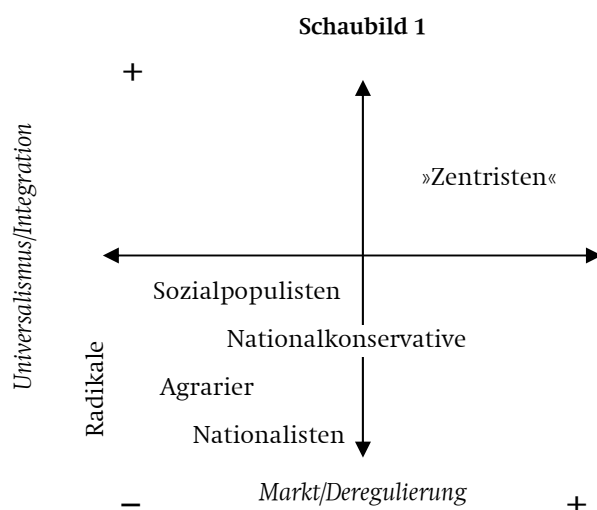 Schaubild 1
+
Universalismus/Integration
»Zentristen«
Sozialpopulisten
Nationalkonservative
Radikale
Agrarier
Nationalisten
Markt/Deregulierung
– +